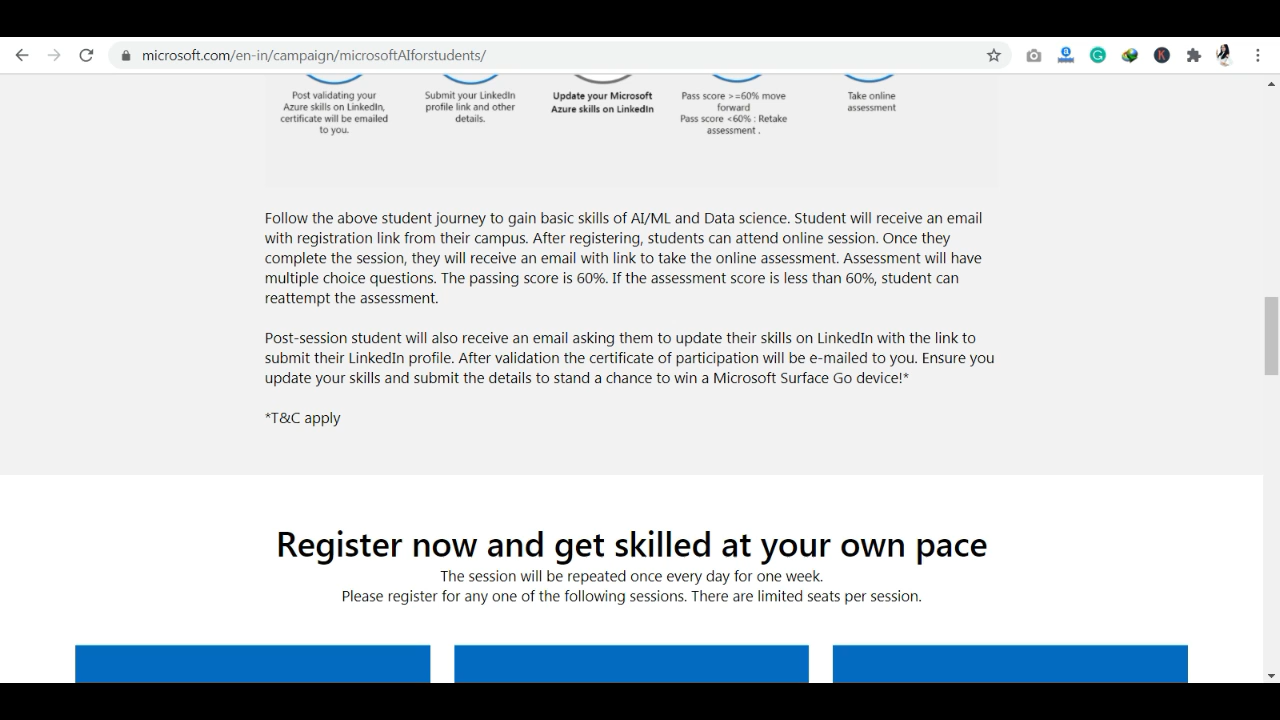 microsoft.com/en-in/campaign/microsoftAIforstudents/
Post validating your
Azure skills on LinkedIn,
certificate will be emailed
to you.
Submit your LinkedIn
profile link and other
details.
Update your Microsoft
Azure skills on LinkedIn
Pass score >=60% move
forward
Pass score <60% : Retake
assessment .
Take online
assessment
Follow the above student journey to gain basic skills of AI/ML and Data science. Student will receive an email
with registration link from their campus. After registering, students can attend online session. Once they
complete the session, they will receive an email with link to take the online assessment. Assessment will have
multiple choice questions. The passing score is 60%. If the assessment score is less than 60%, student can
reattempt the assessment.
Post-session student will also receive an email asking them to update their skills on LinkedIn with the link to
submit their LinkedIn profile. After validation the certificate of participation will be e-mailed to you. Ensure you
update your skills and submit the details to stand a chance to win a Microsoft Surface Go device!*
*T&C apply
Register now and get skilled at your own pace
The session will be repeated once every day for one week.
Please register for any one of the following sessions. There are limited seats per session.